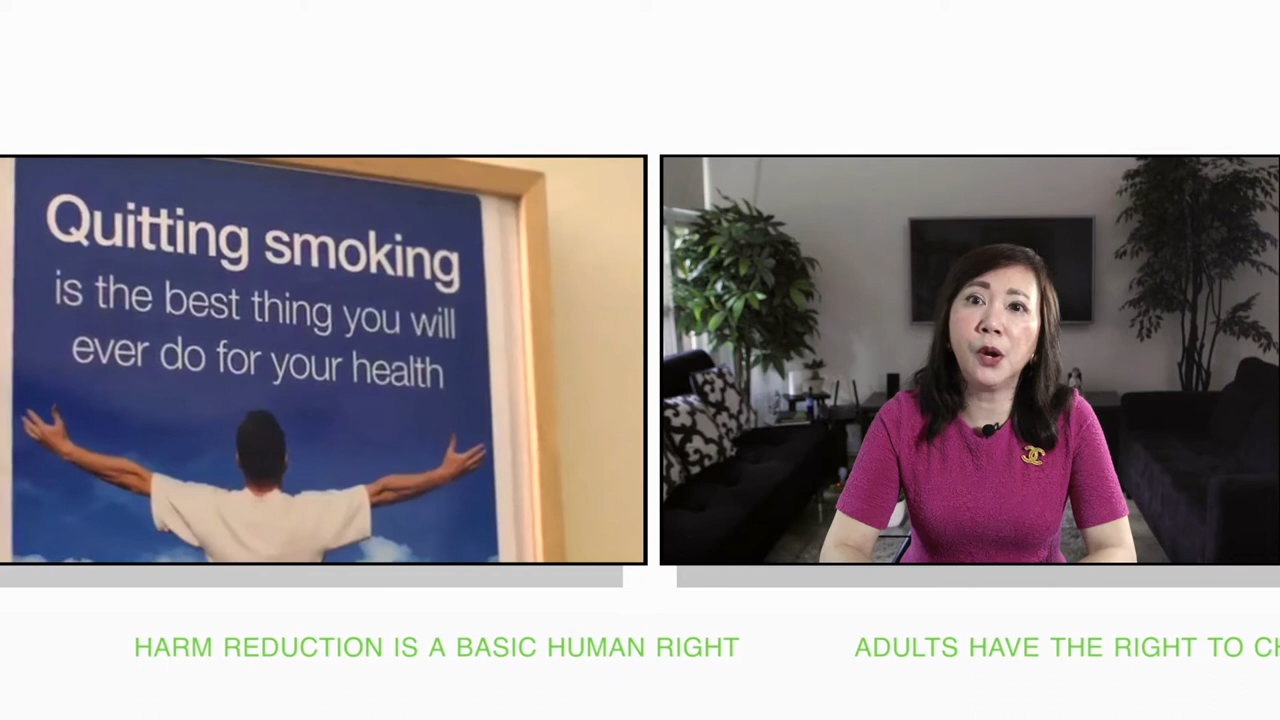 Quitting smoking
is the best thing you will
ever do for your health
HARM REDUCTION IS A BASIC HUMAN RIGHT
ADULTS HAVE THE RIGHT TO